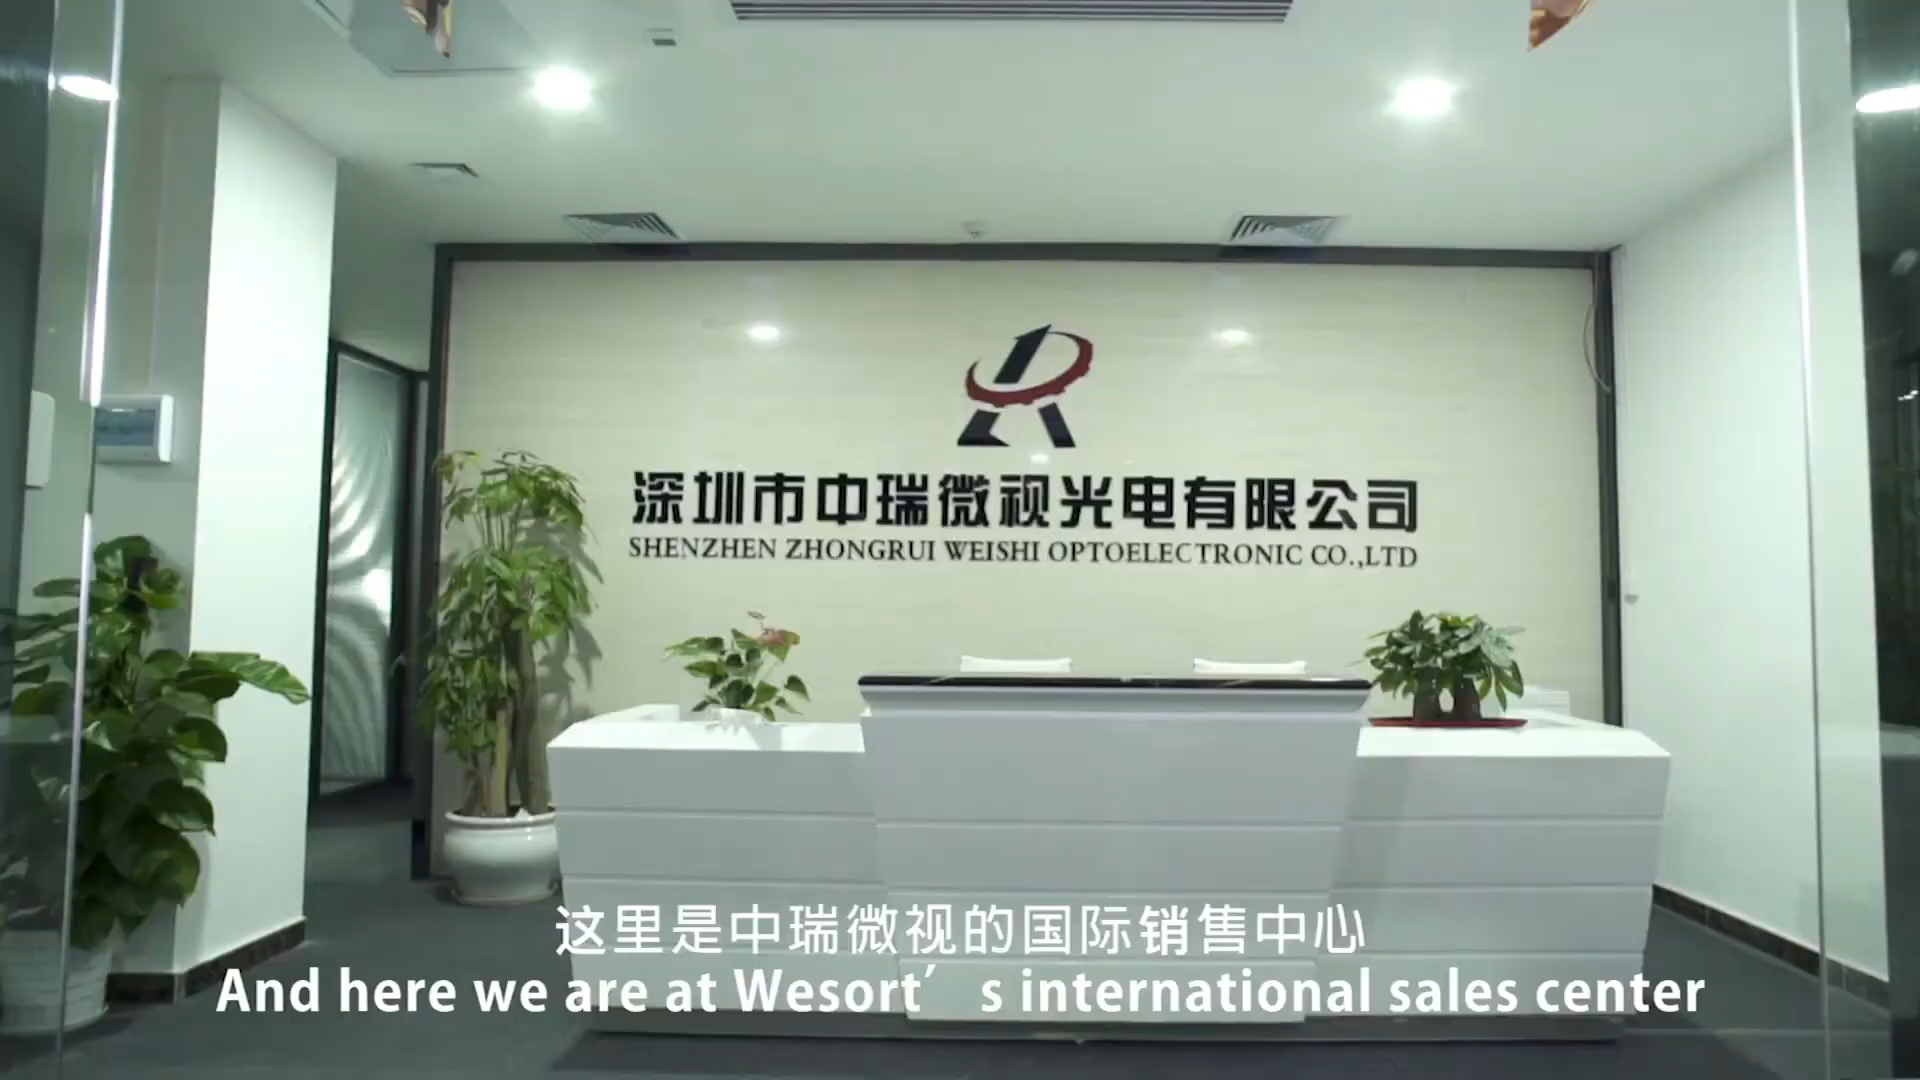 深圳市中瑞微视光电有限公司
SHENZHEN ZHONGRUI WEISHI OPTOELECTRONIC CO.,LTD
这里是中瑞微视的国际销售中心
And here we are at Wesort′s international sales center